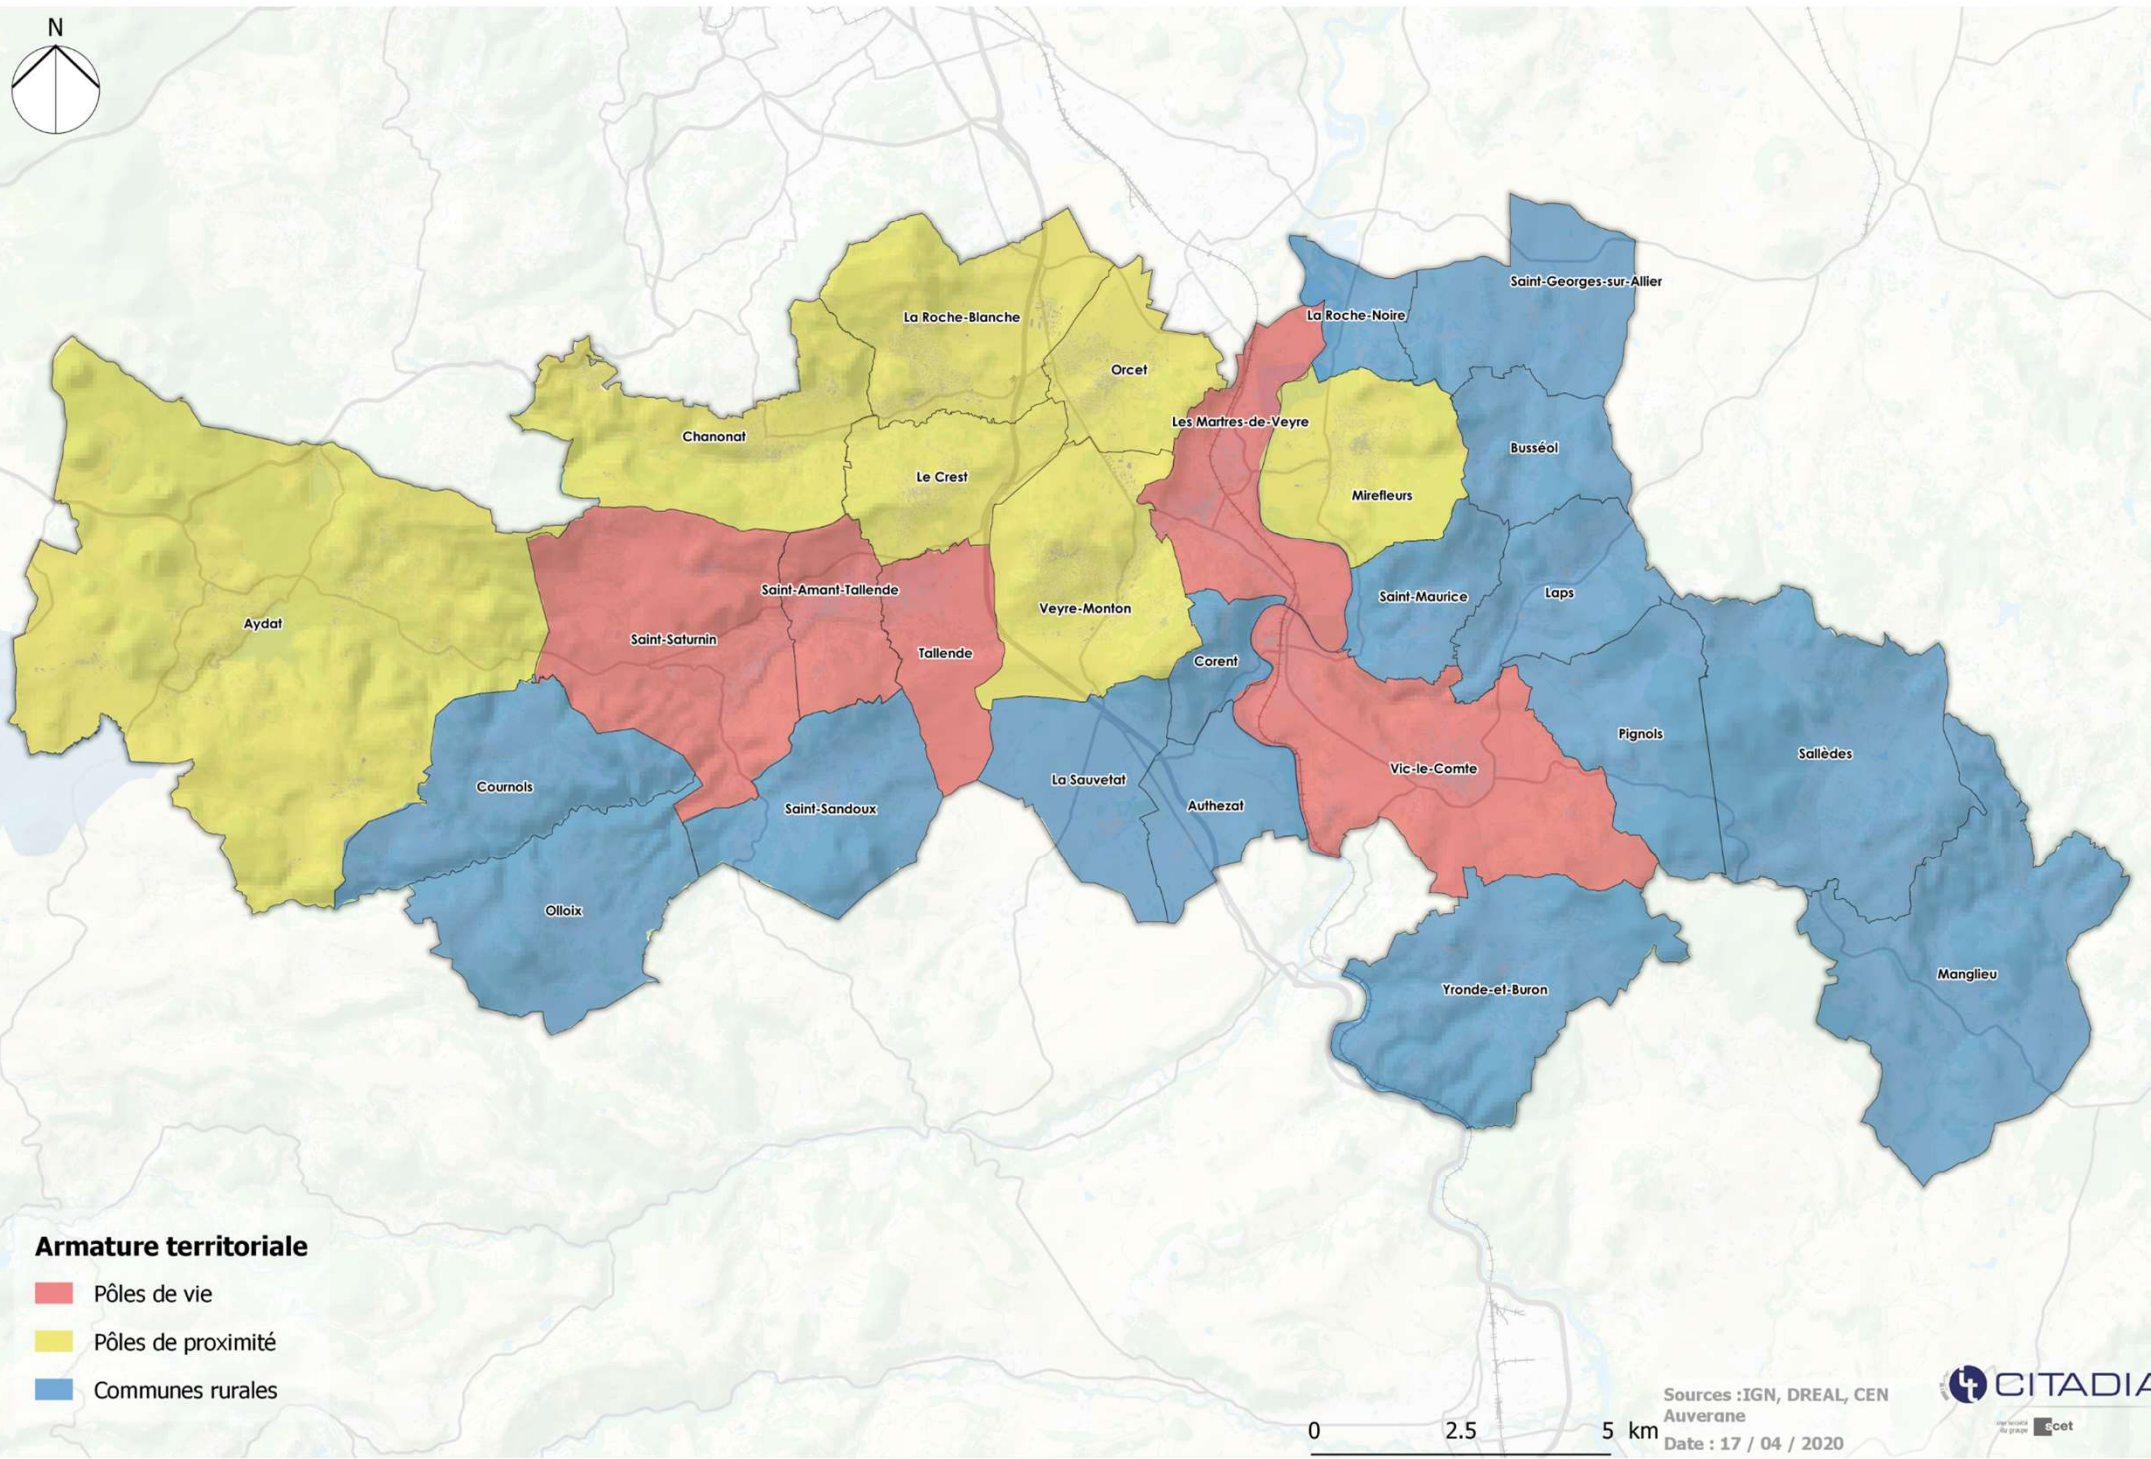 N
Saint-Georges-sur-Allier
La Roche-Blanche
La Roche-Noire
Orcet
Les Martres-de-Veyre
Chanonat
Busséol
Le Crest
Mirefleurs
Saint-Amant-Tallende
Laps
Saint-Maurice
Veyre-Monton
Aydat
Saint-Saturnin
Tallende
Corent
Pignols
Sallèdes
Vic-le-Comte
La Sauvetat
Cournols
Authezat
Saint-Sandoux
Olloix
Manglieu
Yronde-et-Buron
Armature territoriale
Pôles de vie
Pôles de proximité
Communes rurales
0 2.5 5 km
Sources :IGN, DREAL, CEN
Auvergne
Date : 17 / 04 / 2020
CITADIA
scet